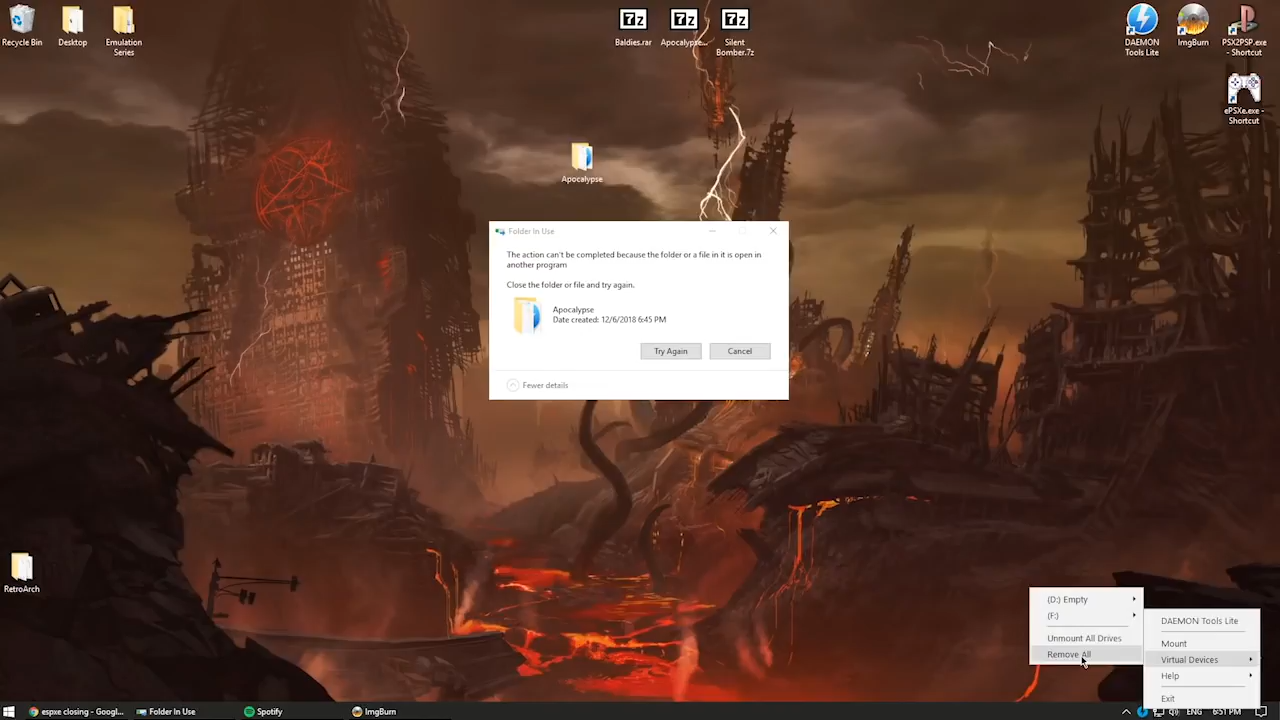 Recycle Bin
Desktop
Emulation
Series
7z
Baldies.rar
7z
Apocalypse...
7z
Silent
Bomber.7z
DAEMON
Tools Lite
ImgBurn
PSX2PSP.exe
- Shortcut
ePSXe.exe -
Shortcut
Apocalypse
Folder In Use
The action can't be completed because the folder or a file in it is open in
another program
Close the folder or file and try again.
Apocalypse
Date created: 12/6/2018 6:45 PM
Try Again
Cancel
Fewer details
RetroArch
(D:) Empty
(F:)
Unmount All Drives
Remove All
DAEMON Tools Lite
Mount
Virtual Devices
Help
Exit
espxe closing - Googl...
Folder In Use
Spotify
ImgBurn
ENG
6:51 PM